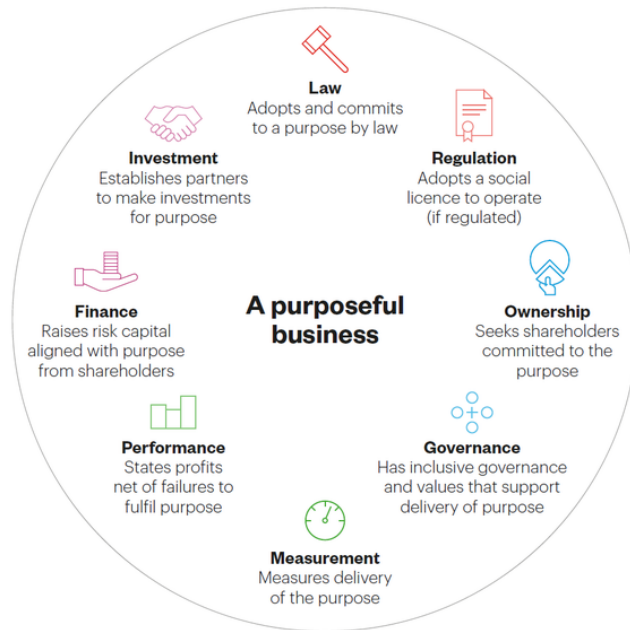 Law
Adopts and commits
to a purpose by law
Regulation
Adopts a social
licence to operate
(if regulated)
Ownership
Seeks shareholders
committed to the
purpose
Governance
Has inclusive governance
and values that support
delivery of purpose
Measurement
Measures delivery
of the purpose
Performance
States profits
net of failures to
fulfil purpose
Finance
Raises risk capital
aligned with purpose
from shareholders
Investment
Establishes partners
to make investments
for purpose
A purposeful
business